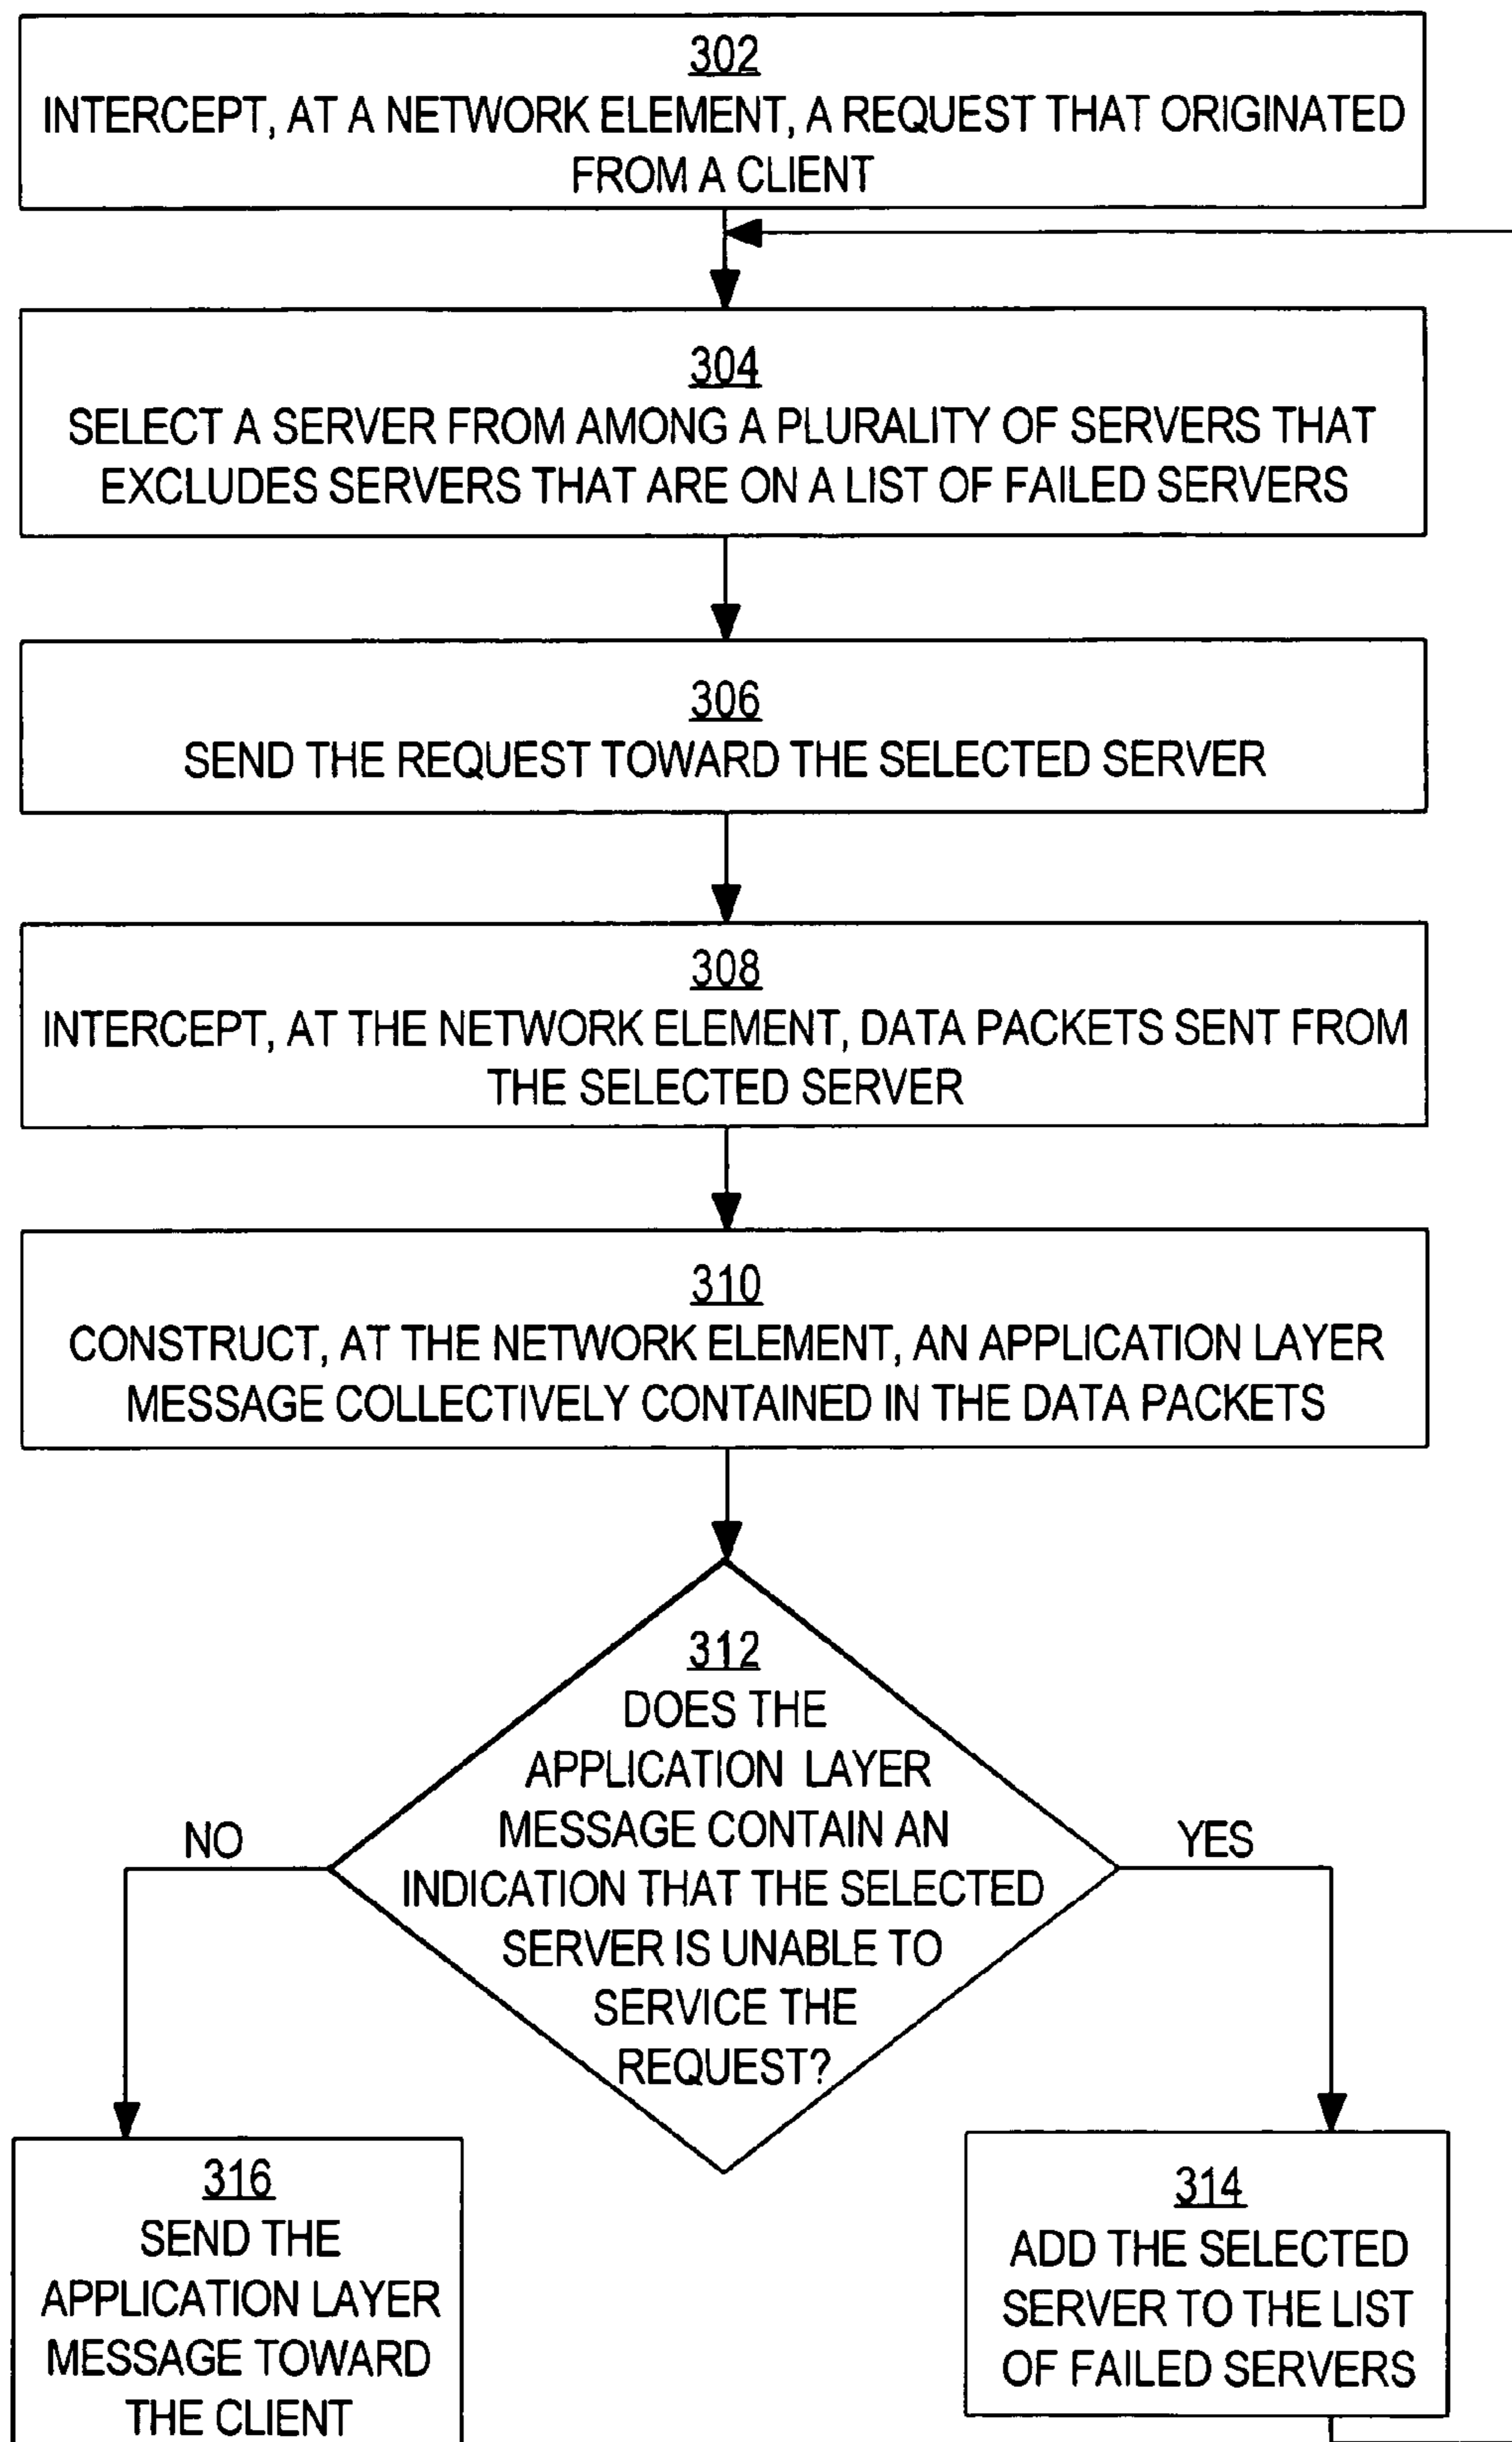 302
INTERCEPT, AT A NETWORK ELEMENT, A REQUEST THAT ORIGINATED
FROM A CLIENT
304
SELECT A SERVER FROM AMONG A PLURALITY OF SERVERS THAT
EXCLUDES SERVERS THAT ARE ON A LIST OF FAILED SERVERS
306
SEND THE REQUEST TOWARD THE SELECTED SERVER
308
INTERCEPT, AT THE NETWORK ELEMENT, DATA PACKETS SENT FROM
THE SELECTED SERVER
310
CONSTRUCT, AT THE NETWORK ELEMENT, AN APPLICATION LAYER
MESSAGE COLLECTIVELY CONTAINED IN THE DATA PACKETS
312
DOES THE
APPLICATION LAYER
MESSAGE CONTAIN AN
INDICATION THAT THE SELECTED
SERVER IS UNABLE TO
SERVICE THE
REQUEST?
NO
YES
316
SEND THE
APPLICATION LAYER
MESSAGE TOWARD
THE CLIENT
314
ADD THE SELECTED
SERVER TO THE LIST
OF FAILED SERVERS